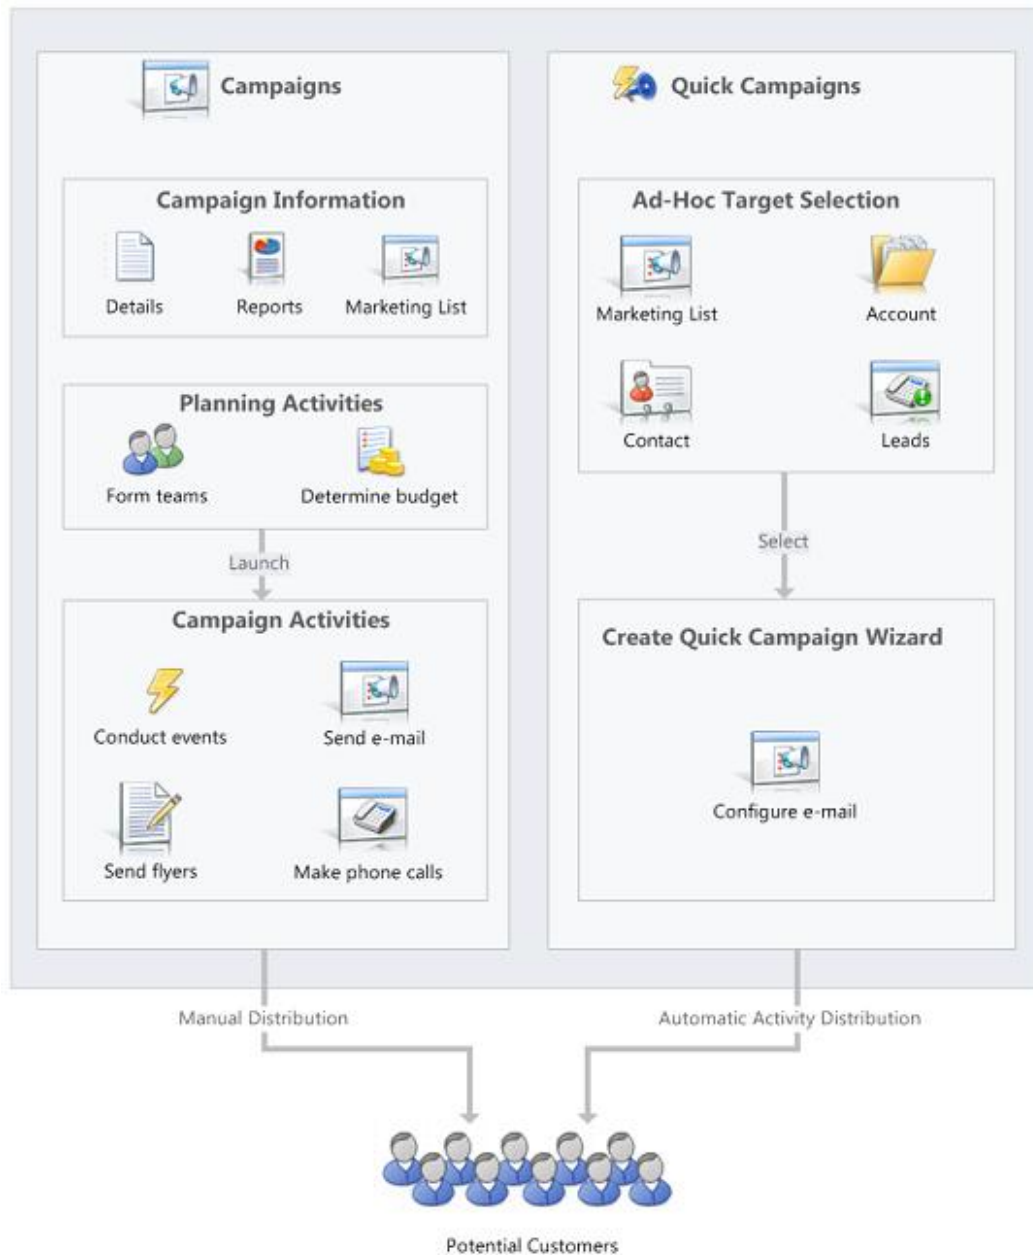 Campaigns
Campaign Information
Details
Reports
Marketing List
Planning Activities
Form teams
Determine budget
Launch
Campaign Activities
Conduct events
Send e-mail
Send flyers
Make phone calls
Manual Distribution
Quick Campaigns
Ad-Hoc Target Selection
Marketing List
Account
Contact
Leads
Select
Create Quick Campaign Wizard
Configure e-mail
Automatic Activity Distribution
Potential Customers